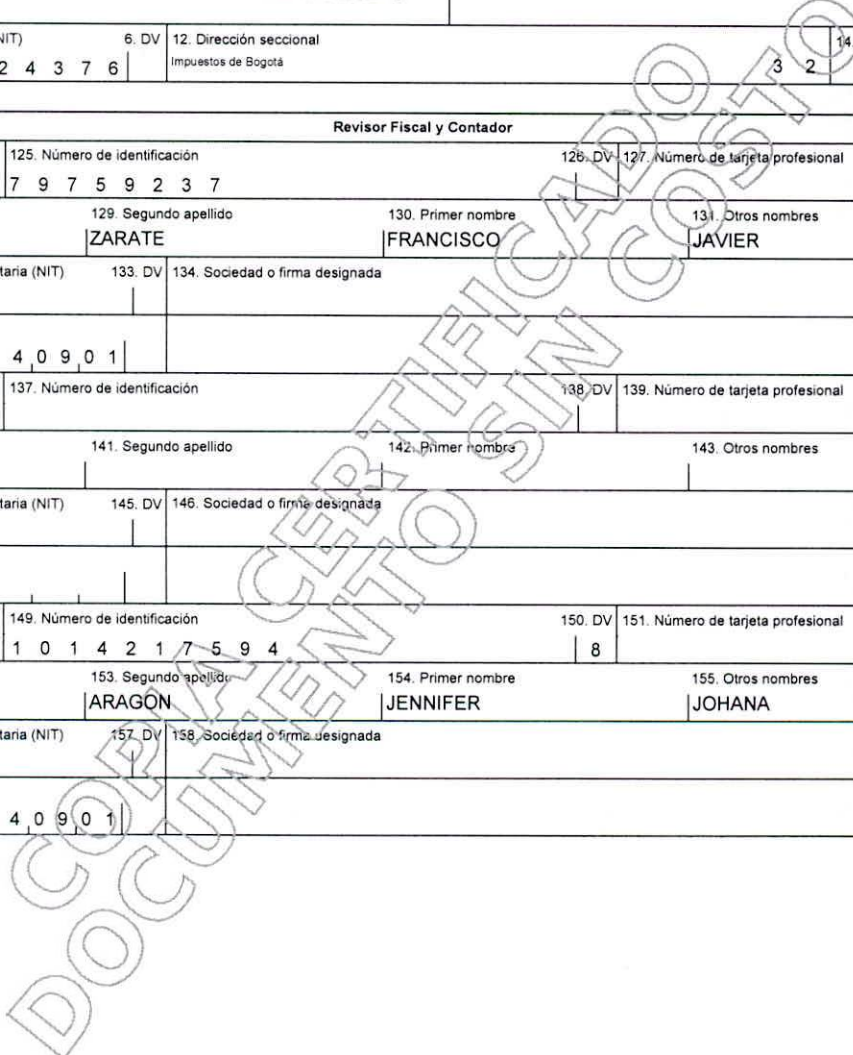 NIT) 6. DV 12. Dirección seccional 14.
2 4 3 7 6 Impuestos de Bogotá 3 2
Revisor Fiscal y Contador
125. Número de identificación 126. DV 127. Número de tarjeta profesional
7 9 7 5 9 2 3 7
129. Segundo apellido 130. Primer nombre 131. Otros nombres
ZARATE FRANCISCO JAVIER
taria (NIT) 133. DV 134. Sociedad o firma designada
4 0 9 0 1
137. Número de identificación 138. DV 139. Número de tarjeta profesional
141. Segundo apellido 142. Primer nombre 143. Otros nombres
taria (NIT) 145. DV 146. Sociedad o firma designada
149. Número de identificación 150. DV 151. Número de tarjeta profesional
1 0 1 4 2 1 7 5 9 4 8
153. Segundo apellido 154. Primer nombre 155. Otros nombres
ARAGON JENNIFER JOHANA
taria (NIT) 157. DV 158. Sociedad o firma designada
4 0 9 0 1
COPIA CERTIFICADO
DOCUMENTO SIN COSTO